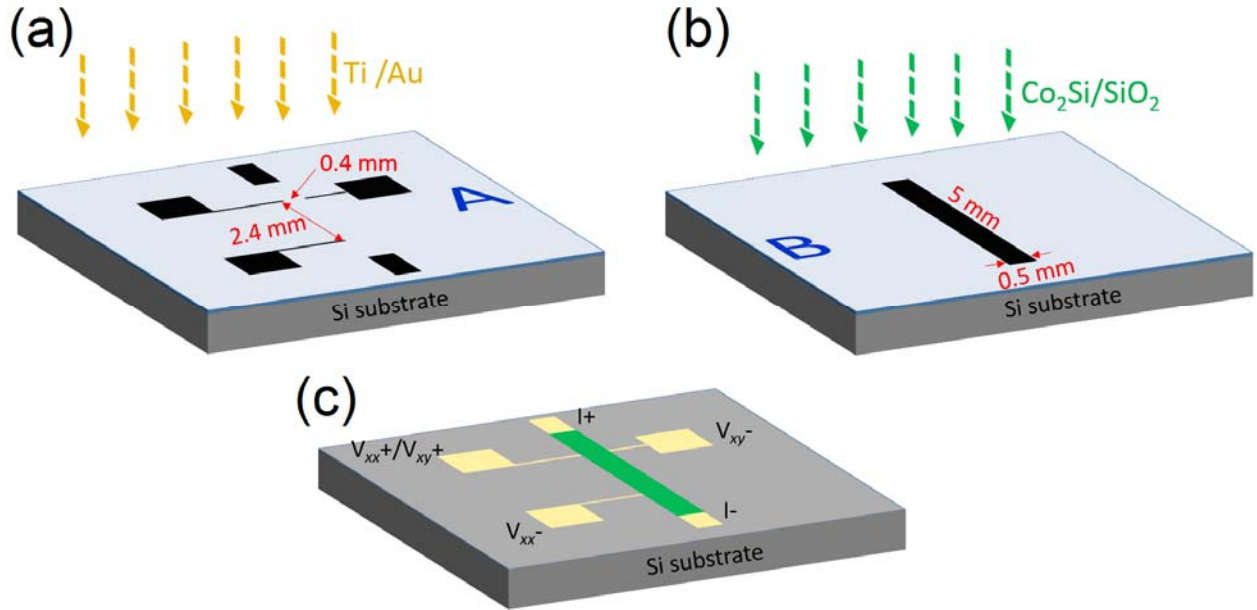 (a)
Ti /Au
0.4 mm
2.4 mm
A
Si substrate
(b)
Co₂Si/SiO₂
5 mm
B
0.5 mm
Si substrate
(c)
I+
Vxx+/Vxy+
Vxy-
Vxx-
I-
Si substrate